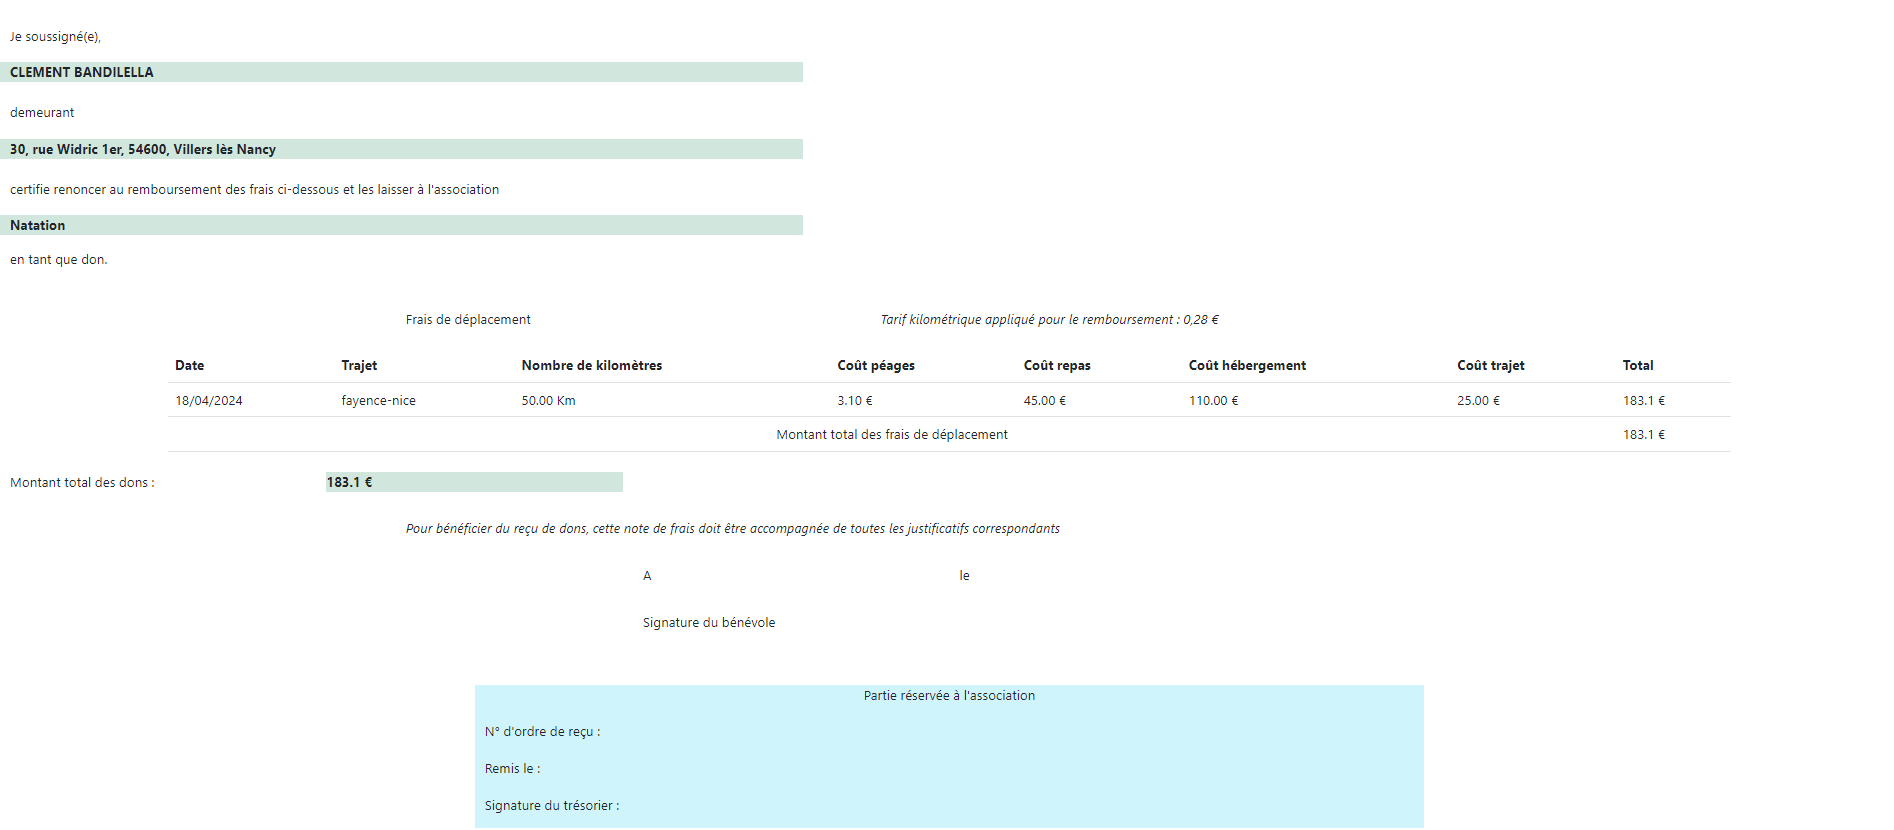 Je soussigné(e),
CLEMENT BANDILELLA
demeurant
30, rue Widric 1er, 54600, Villers lès Nancy
certifie renoncer au remboursement des frais ci-dessous et les laisser à l'association
Natation
en tant que don.
Frais de déplacement Tarif kilométrique appliqué pour le remboursement : 0,28 €
Date Trajet Nombre de kilomètres Coût péages Coût repas Coût hébergement Coût trajet Total
18/04/2024 fayence-nice 50.00 Km 3.10 € 45.00 € 110.00 € 25.00 € 183.1 €
Montant total des frais de déplacement 183.1 €
Montant total des dons : 183.1 €
Pour bénéficier du reçu de dons, cette note de frais doit être accompagnée de toutes les justificatifs correspondants
A le
Signature du bénévole
Partie réservée à l'association
N° d'ordre de reçu :
Remis le :
Signature du trésorier :